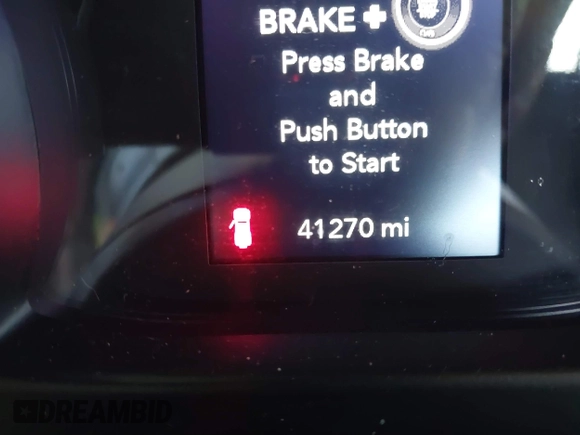 BRAKE +
Press Brake
and
Push Button
to Start
41270 mi
DREAMBID